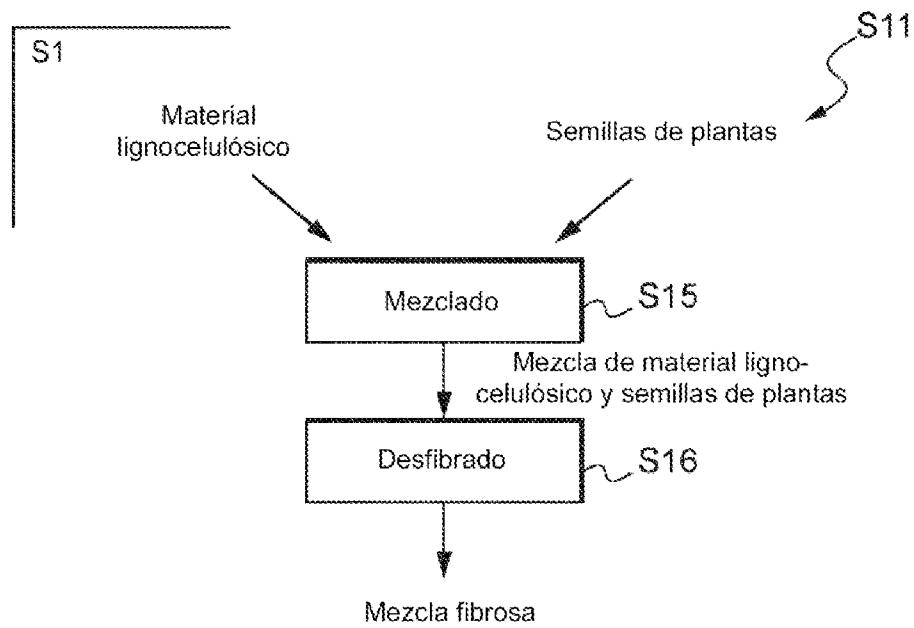 S1
S11
Material
lignocelulósico
Semillas de plantas
Mezclado
S15
Mezcla de material ligno-
celulósico y semillas de plantas
Desfibrado
S16
Mezcla fibrosa